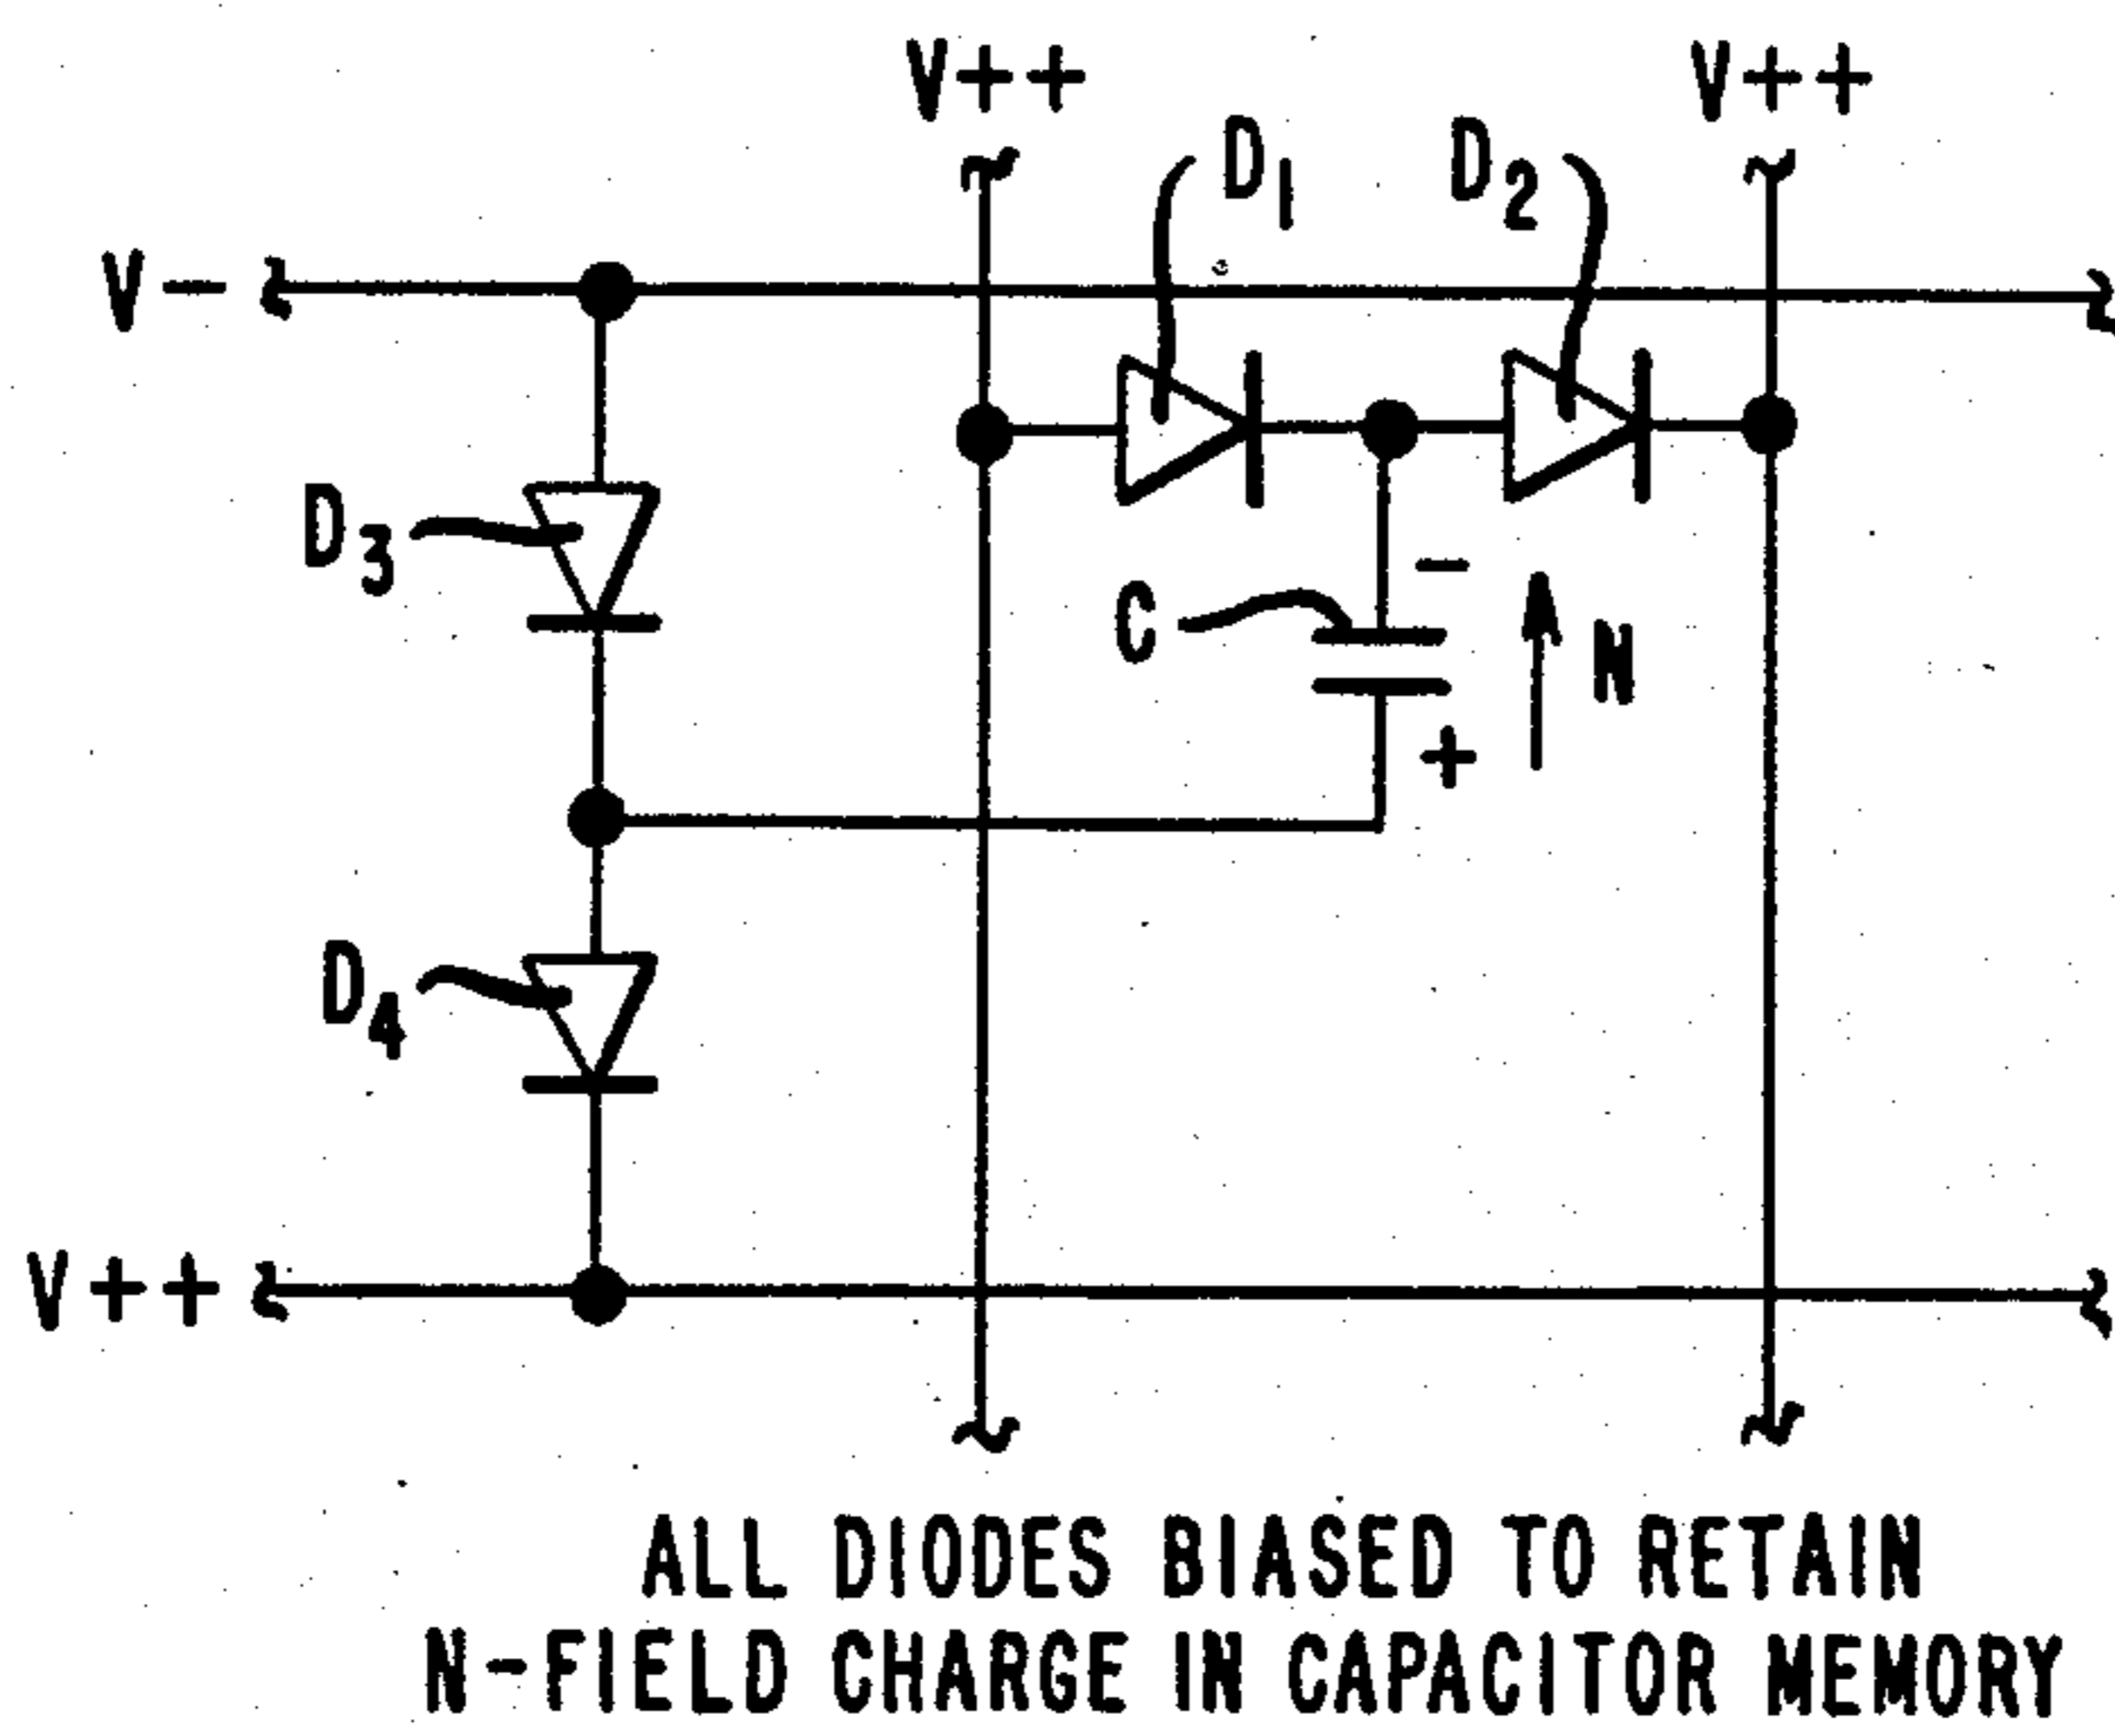 V++ V++
D1 D2
V-
D3
-
C N
+
D4
V++
ALL DIODES BIASED TO RETAIN
N-FIELD CHARGE IN CAPACITOR MEMORY